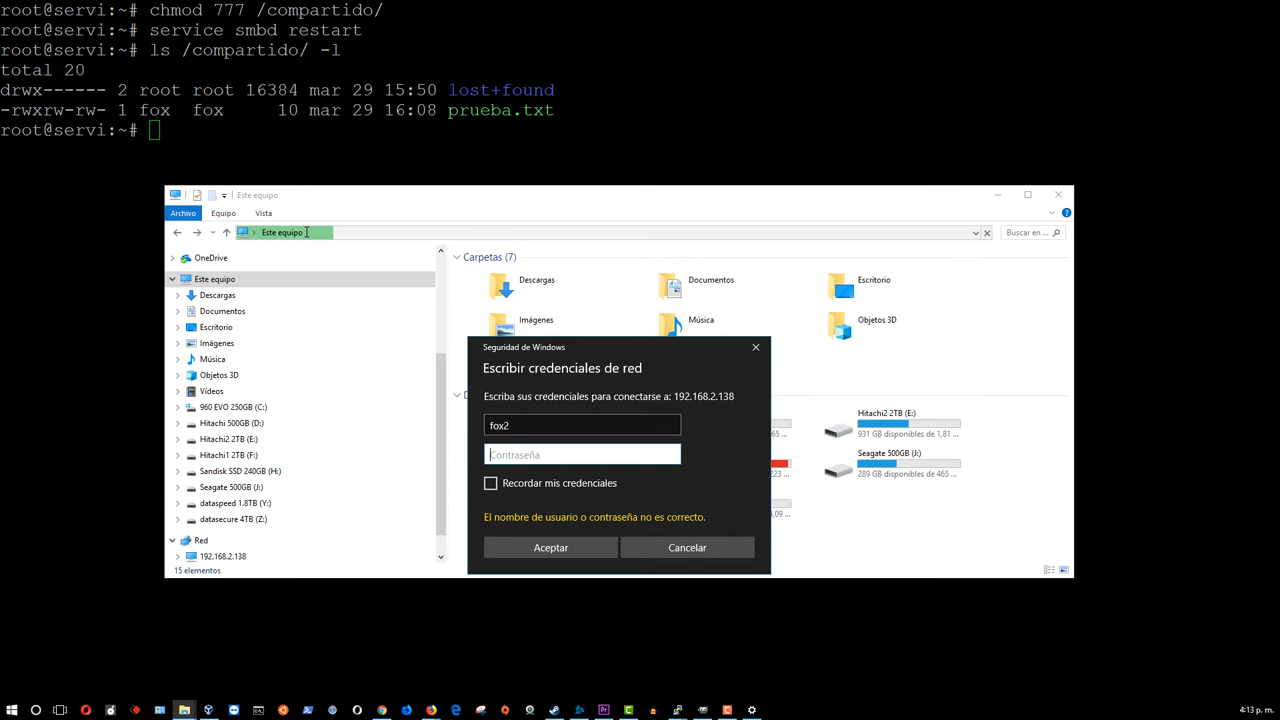 root@servi:~# chmod 777 /compartido/
root@servi:~# service smbd restart
root@servi:~# ls /compartido/ -l
total 20
drwx------ 2 root root 16384 mar 29 15:50 lost+found
-rwxrw-rw- 1 fox  fox     10 mar 29 16:08 prueba.txt
root@servi:~#
Este equipo
Archivo Equipo Vista
Este equipo
Buscar en ...
OneDrive
Este equipo
Descargas
Documentos
Escritorio
Imágenes
Música
Objetos 3D
Vídeos
960 EVO 250GB (C:)
Hitachi 500GB (D:)
Hitachi2 2TB (E:)
Hitachi1 2TB (F:)
Sandisk SSD 240GB (H:)
Seagate 500GB (J:)
dataspeed 1.8TB (Y:)
datasecure 4TB (Z:)
Red
192.168.2.138
15 elementos
Carpetas (7)
Descargas
Documentos
Escritorio
Imágenes
Música
Objetos 3D
Hitachi2 2TB (E:)
931 GB disponibles de 1,81 ...
Seagate 500GB (J:)
289 GB disponibles de 465 ...
65 ...
223 ...
,09 ...
Seguridad de Windows
Escribir credenciales de red
Escriba sus credenciales para conectarse a: 192.168.2.138
fox2
Contraseña
Recordar mis credenciales
El nombre de usuario o contraseña no es correcto.
Aceptar
Cancelar
4:13 p. m.